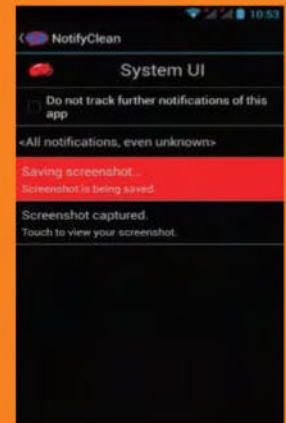 10:53
NotifyClean
System UI
Do not track further notifications of this
app
<All notifications, even unknown>
Saving screenshot...
Screenshot is being saved.
Screenshot captured.
Touch to view your screenshot.